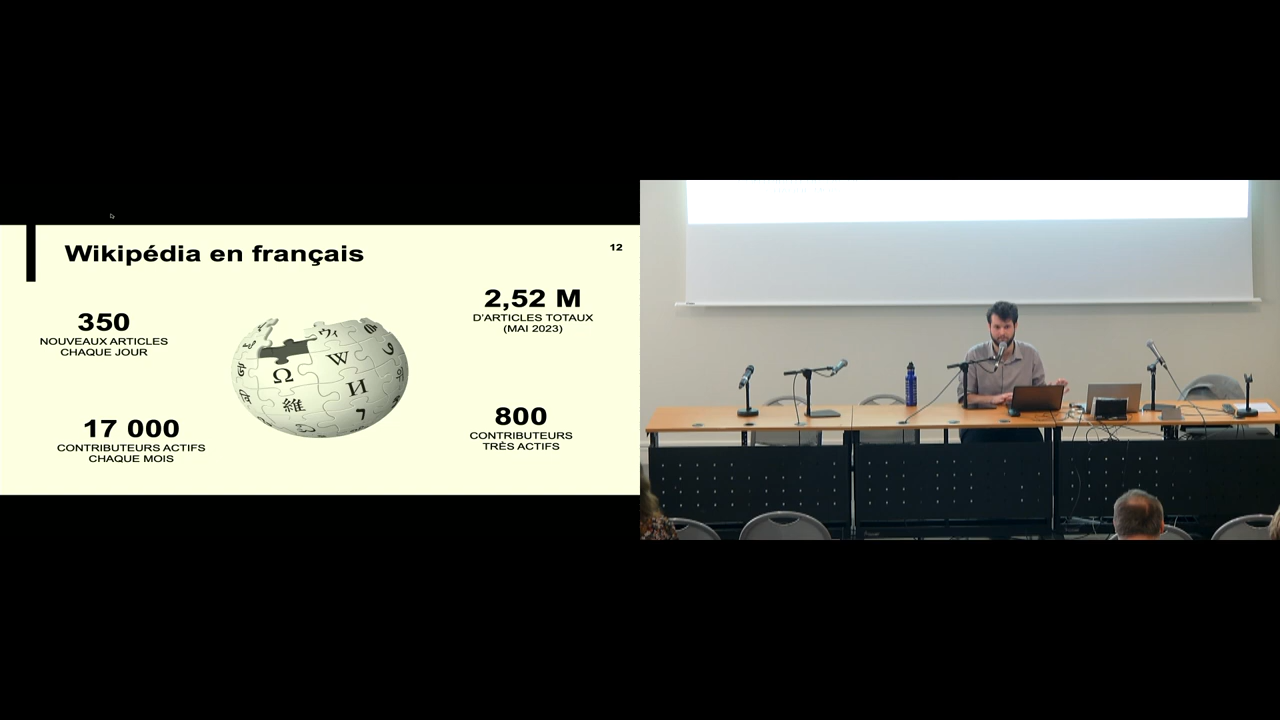 Wikipédia en français
12
350
NOUVEAUX ARTICLES
CHAQUE JOUR
2,52 M
D'ARTICLES TOTAUX
(MAI 2023)
17 000
CONTRIBUTEURS ACTIFS
CHAQUE MOIS
800
CONTRIBUTEURS
TRÈS ACTIFS
Ω
W
И
維